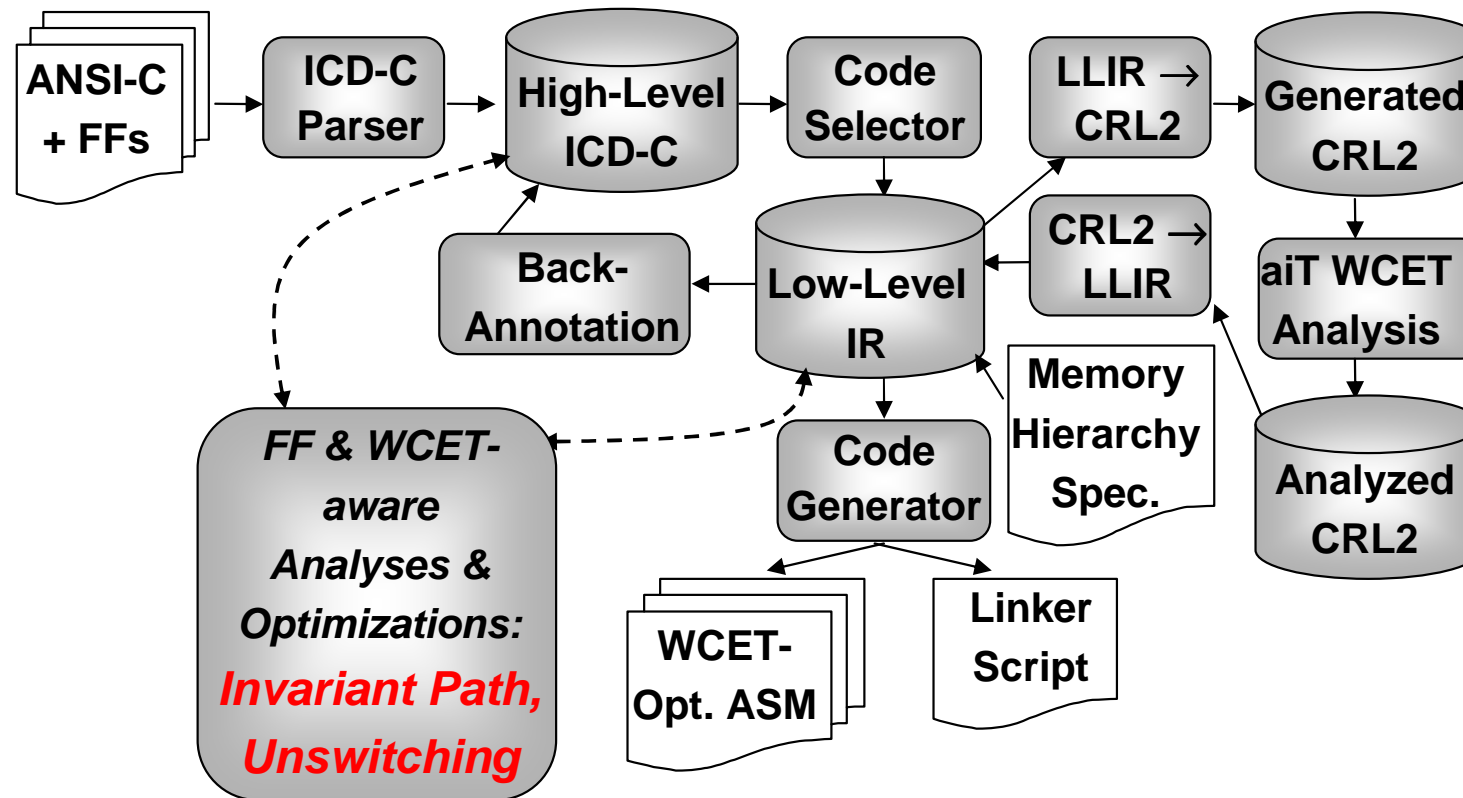 ANSI-C
+ FFs
ICD-C
Parser
High-Level
ICD-C
Code
Selector
LLIR →
CRL2
Generated
CRL2
Back-
Annotation
Low-Level
IR
CRL2 →
LLIR
aiT WCET
Analysis
FF & WCET-
aware
Analyses &
Optimizations:
Invariant Path,
Unswitching
Code
Generator
Memory
Hierarchy
Spec.
Analyzed
CRL2
WCET-
Opt. ASM
Linker
Script